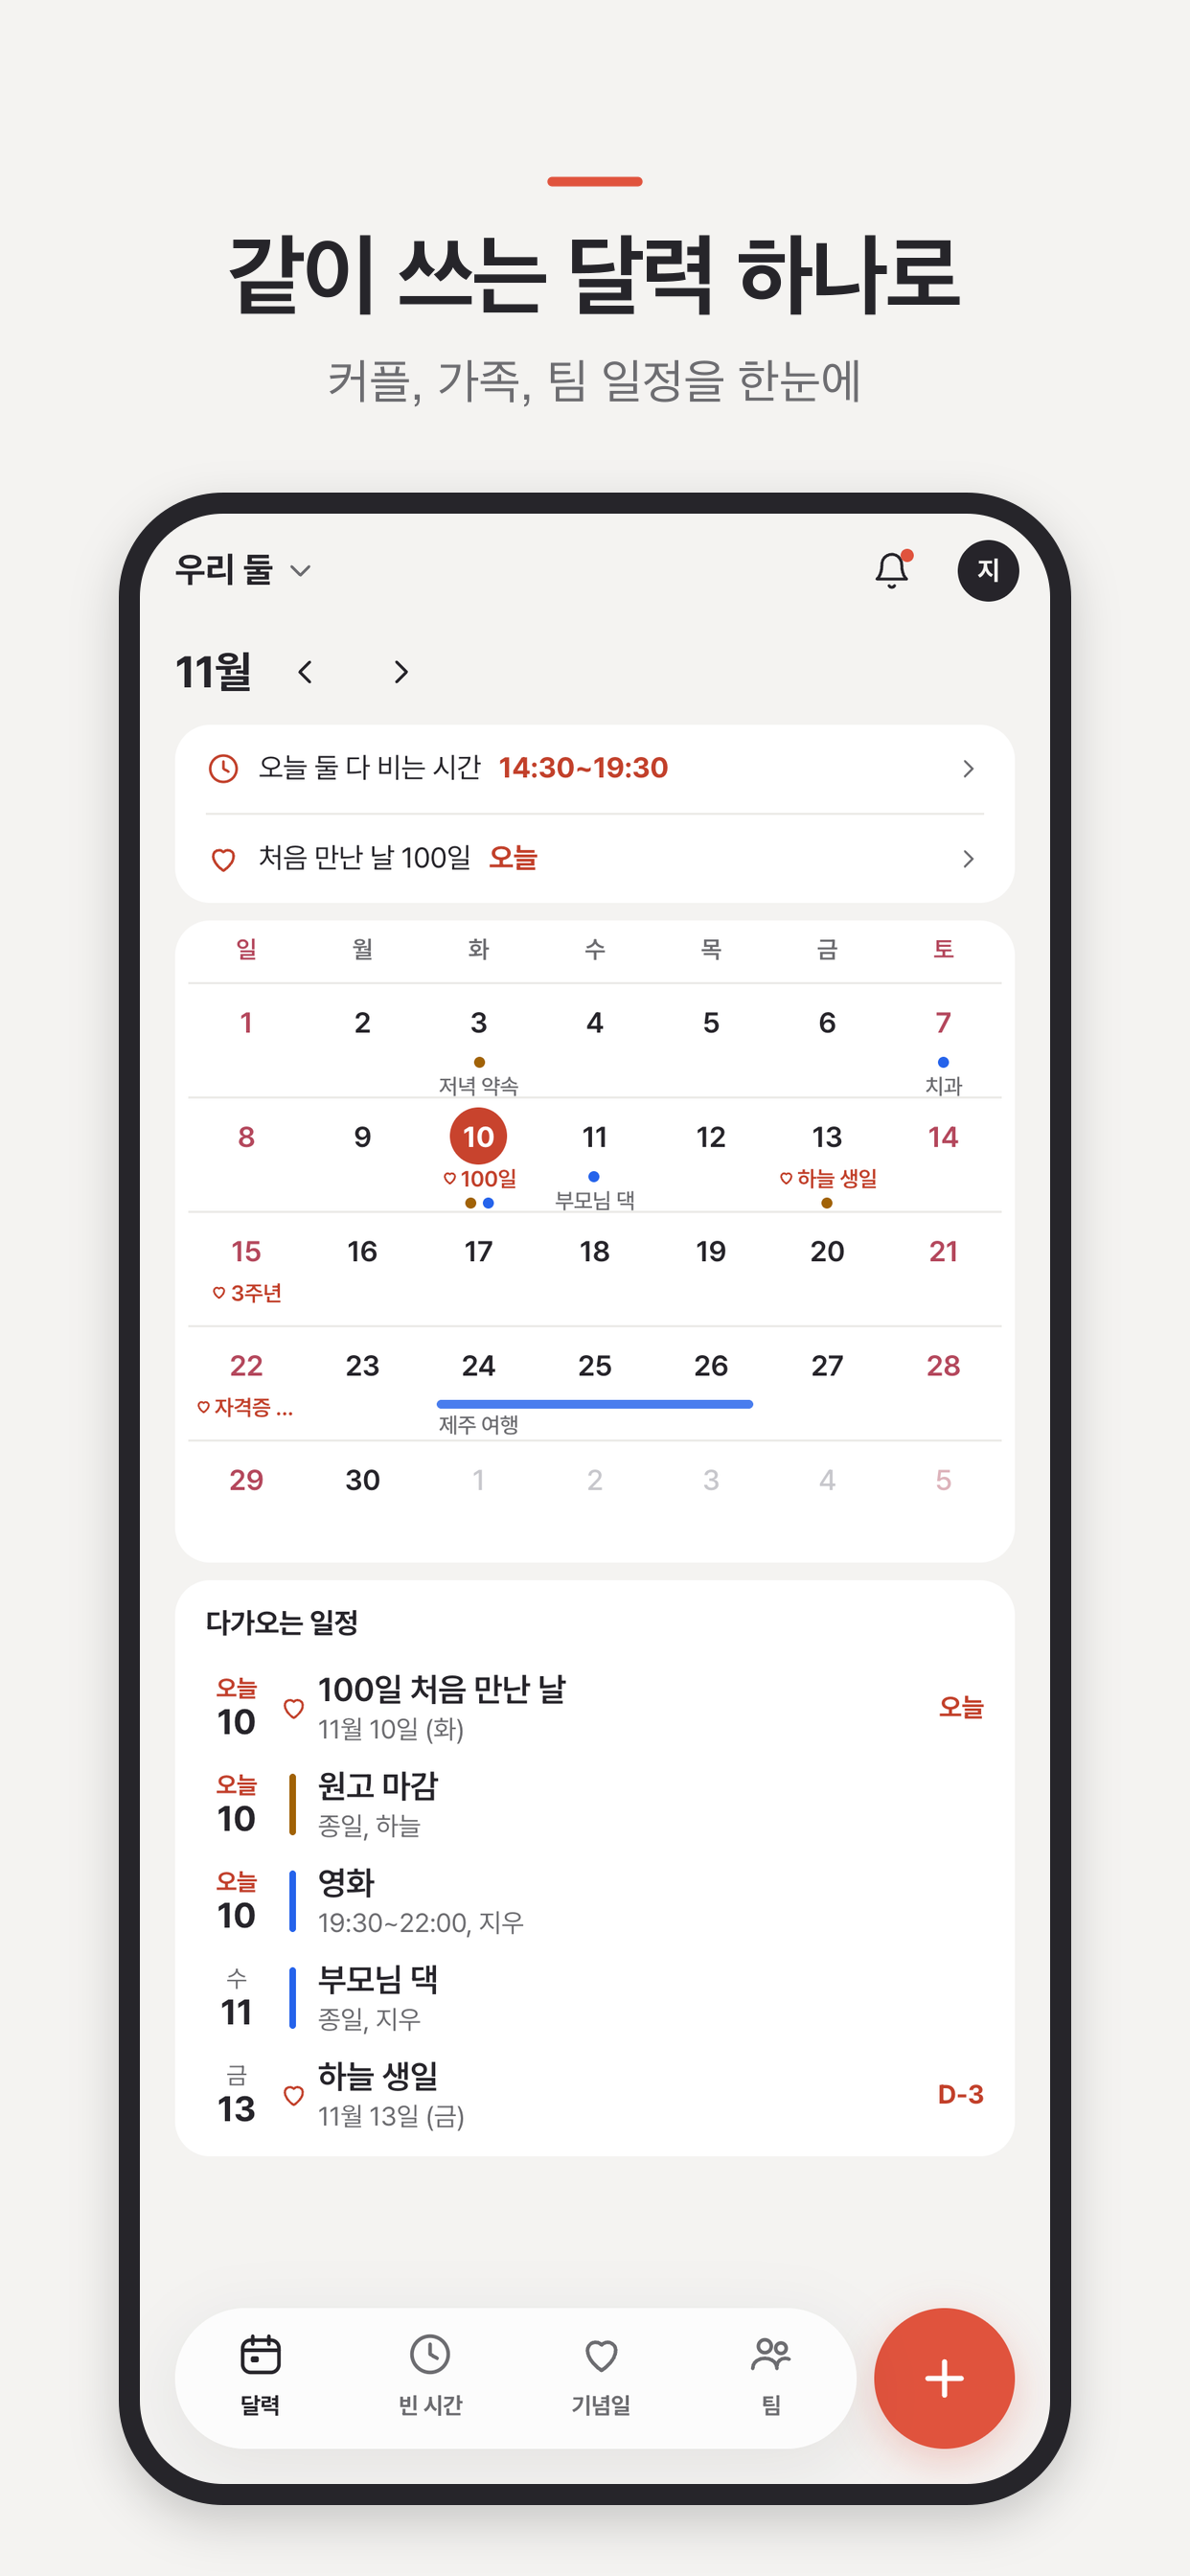 같이 쓰는 달력 하나로
커플, 가족, 팀 일정을 한눈에
우리 둘
지
11월
오늘 둘 다 비는 시간 14:30~19:30
처음 만난 날 100일 오늘
일 월 화 수 목 금 토
1 2 3 4 5 6 7
저녁 약속 치과
8 9 10 11 12 13 14
100일 하늘 생일
부모님 댁
15 16 17 18 19 20 21
3주년
22 23 24 25 26 27 28
자격증 ...
제주 여행
29 30 1 2 3 4 5
다가오는 일정
오늘
10
100일 처음 만난 날
11월 10일 (화)
오늘
오늘
10
원고 마감
종일, 하늘
오늘
10
영화
19:30~22:00, 지우
수
11
부모님 댁
종일, 지우
금
13
하늘 생일
11월 13일 (금)
D-3
달력 빈 시간 기념일 팀